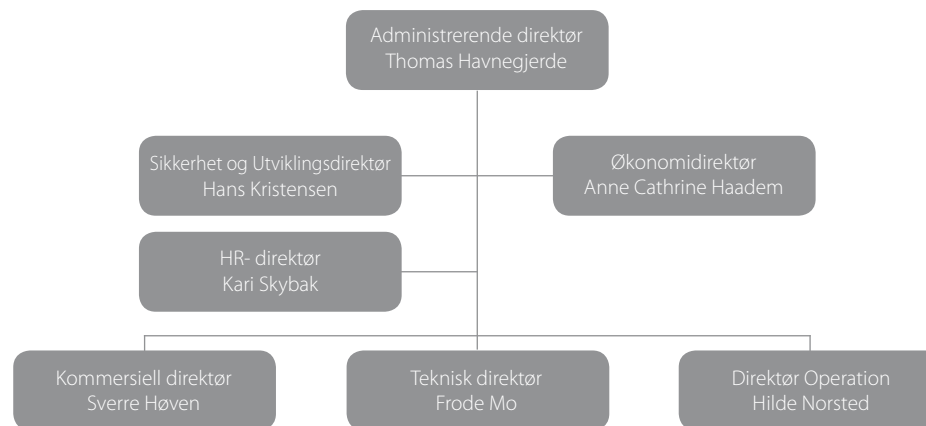 Administrerende direktør
Thomas Havnegjerde
Sikkerhet og Utviklingsdirektør
Hans Kristensen
Økonomidirektør
Anne Cathrine Haadem
HR- direktør
Kari Skybak
Kommersiell direktør
Sverre Høven
Teknisk direktør
Frode Mo
Direktør Operation
Hilde Norsted